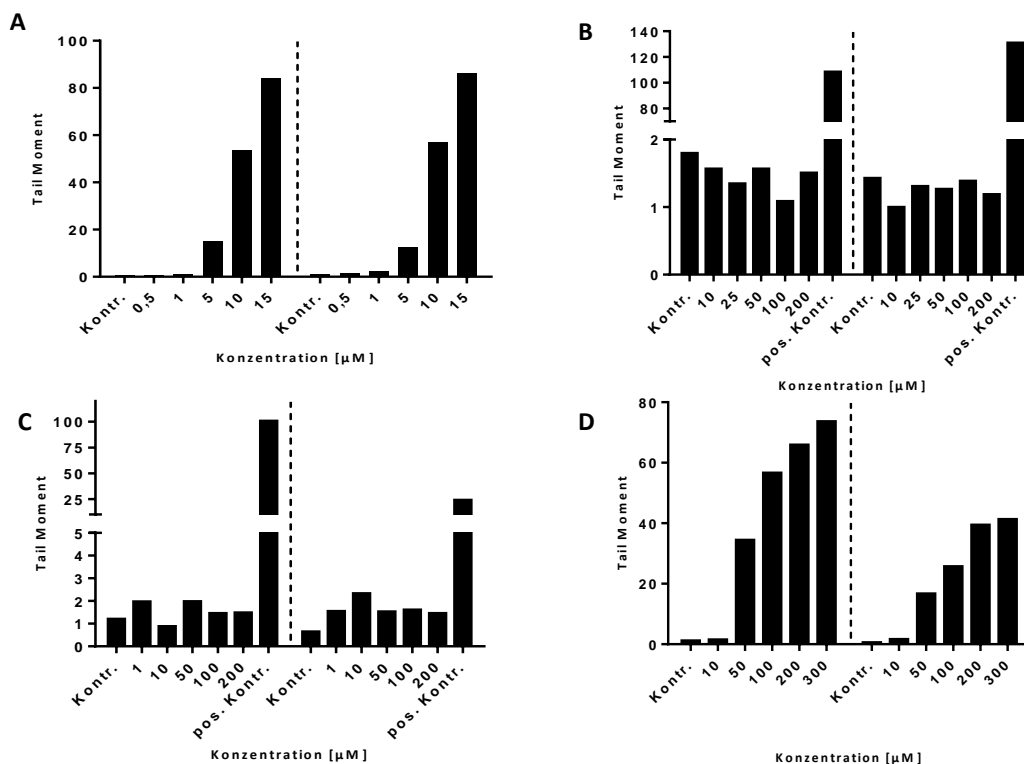 A
Tail Moment
100
80
60
40
20
0
Kontr. 0,5 1 5 10 15 Kontr. 0,5 1 5 10 15
Konzentration [µM]
B
Tail Moment
140
120
100
80
2
1
0
Kontr. 10 25 50 100 200 pos. Kontr. Kontr. 10 25 50 100 200 pos. Kontr.
Konzentration [µM]
C
Tail Moment
100
75
50
25
5
4
3
2
1
0
Kontr. 1 10 50 100 200 pos. Kontr. Kontr. 1 10 50 100 200 pos. Kontr.
Konzentration [µM]
D
Tail Moment
80
60
40
20
0
Kontr. 10 50 100 200 300 Kontr. 10 50 100 200 300
Konzentration [µM]